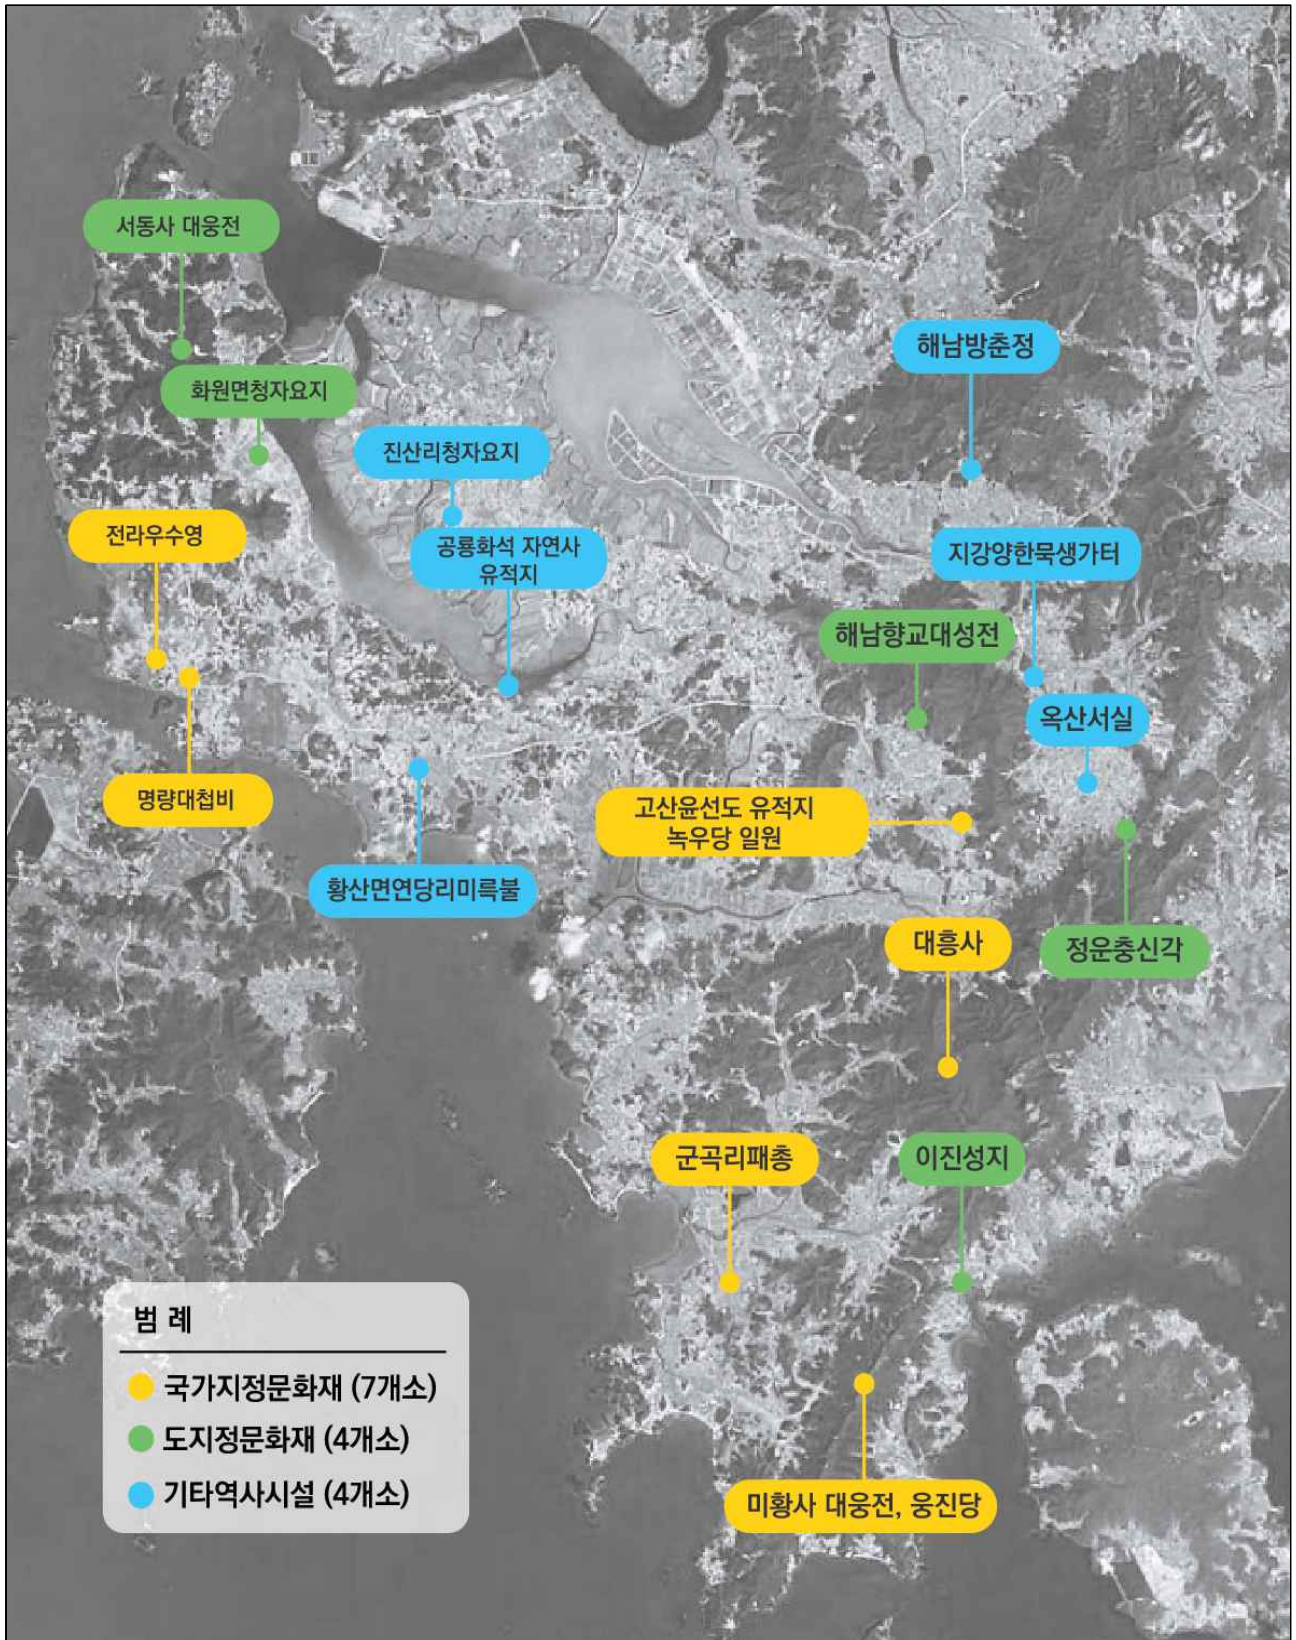 서동사 대웅전
해남방춘정
화원면청자요지
진산리청자요지
전라우수영
공룡화석 자연사
유적지
지강양한묵생가터
해남향교대성전
옥산서실
명량대첩비
고산윤선도 유적지
녹우당 일원
황산면연당리미륵불
대흥사
정운충신각
군곡리패총
이진성지
범 례
국가지정문화재 (7개소)
도지정문화재 (4개소)
기타역사시설 (4개소)
미황사 대웅전, 웅진당